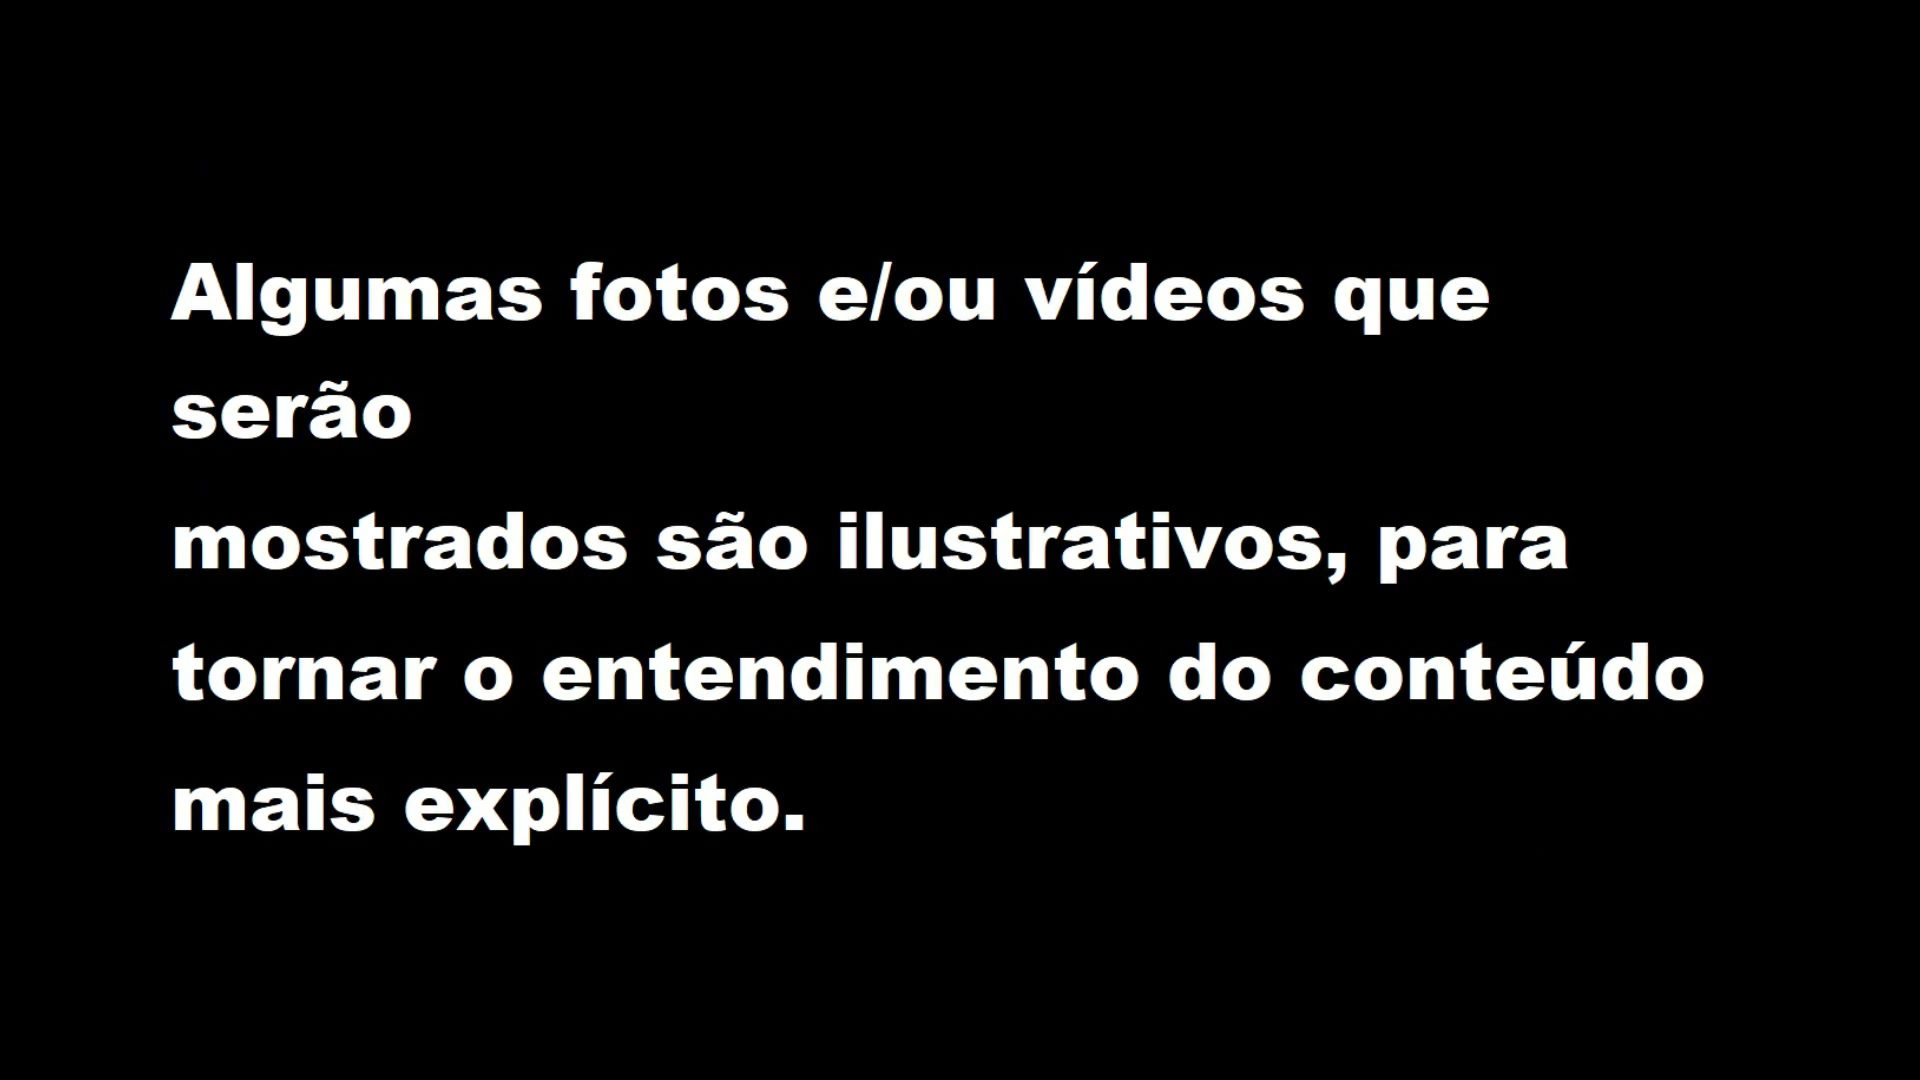 Algumas fotos e/ou vídeos que
serão
mostrados são ilustrativos, para
tornar o entendimento do conteúdo
mais explícito.